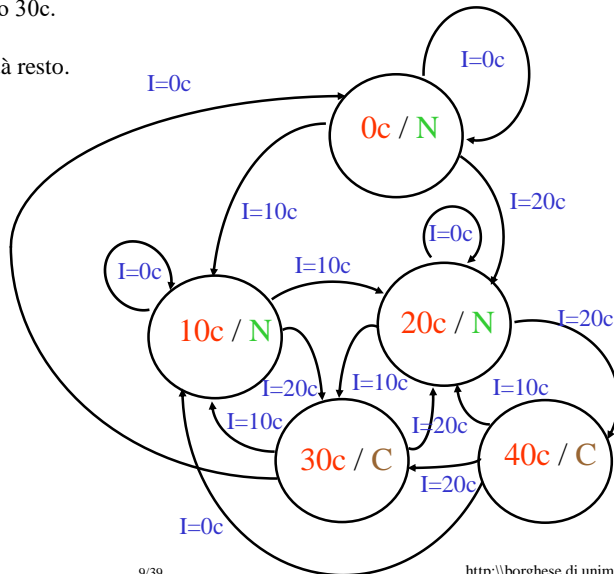 o 30c.
à resto.
I=0c
I=0c
0c / N
I=10c
I=20c
I=0c
I=0c
I=10c
10c / N
20c / N
I=20c
I=20c
I=10c
I=10c
I=10c
I=20c
30c / C
40c / C
I=20c
I=0c
9/39
http:\\borghese.di.unim